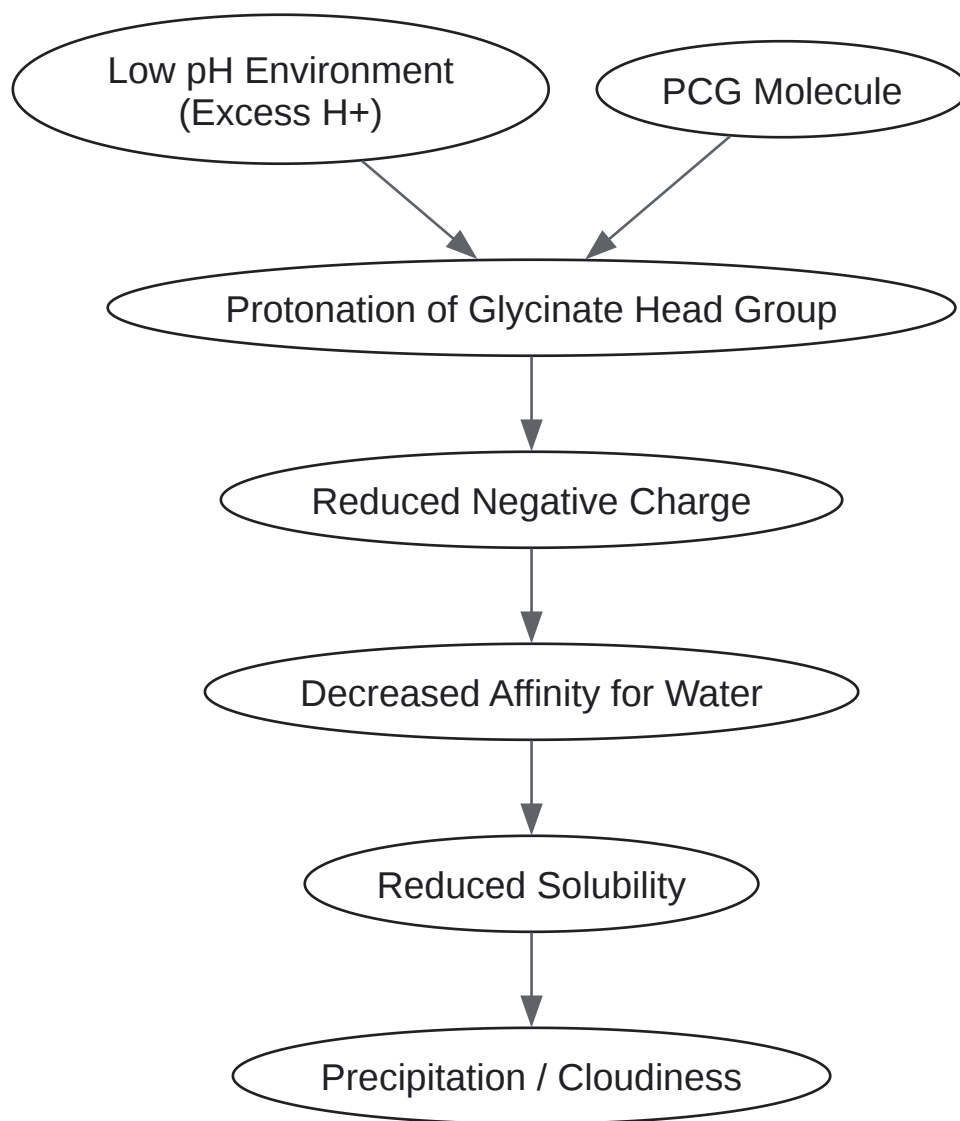 Low pH Environment
(Excess H+)
PCG Molecule
Protonation of Glycinate Head Group
Reduced Negative Charge
Decreased Affinity for Water
Reduced Solubility
Precipitation / Cloudiness